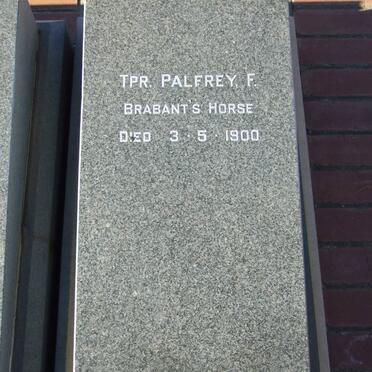 Tpr. Palfrey, F.
Brabant's Horse
Died 3·5·1900